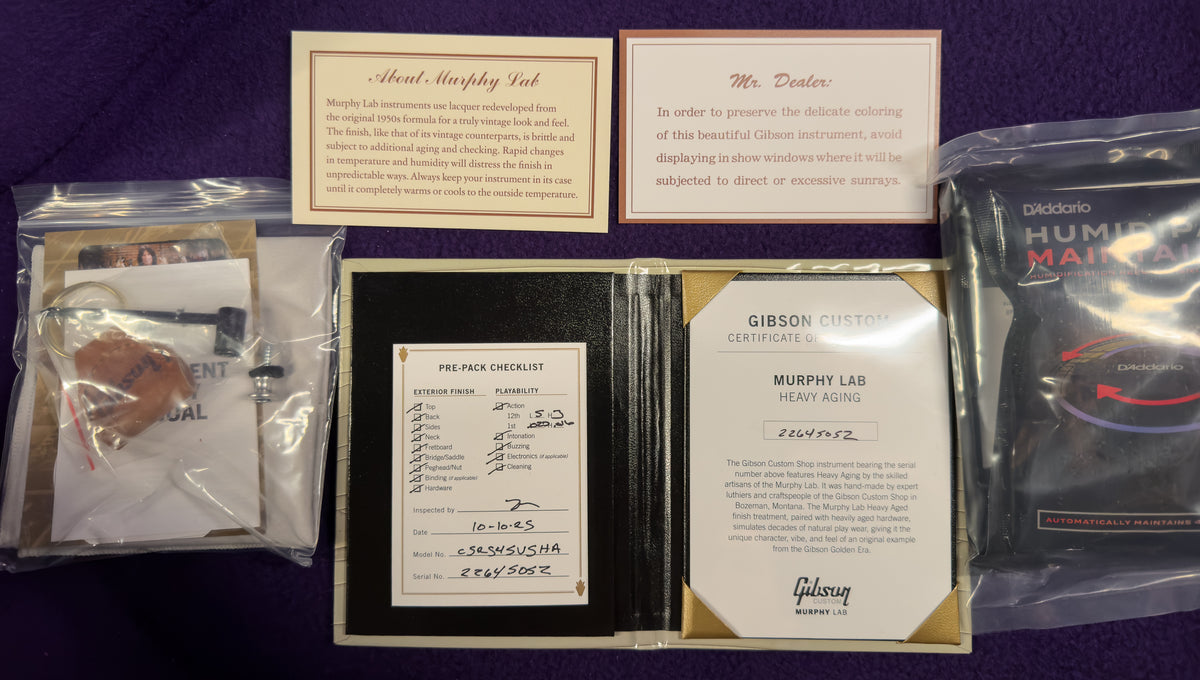 About Murphy Lab
Murphy Lab instruments use lacquer redeveloped from
the original 1950s formula for a truly vintage look and feel.
The finish, like that of its vintage counterparts, is brittle and
subject to additional aging and checking. Rapid changes
in temperature and humidity will distress the finish in
unpredictable ways. Always keep your instrument in its case
until it completely warms or cools to the outside temperature.
Mr. Dealer:
In order to preserve the delicate coloring
of this beautiful Gibson instrument, avoid
displaying in show windows where it will be
subjected to direct or excessive sunrays.
PRE-PACK CHECKLIST
EXTERIOR FINISH
Top
Back
Sides
Neck
Fretboard
Bridge/Saddle
Peghead/Nut
Binding (if applicable)
Hardware
PLAYABILITY
Action
12th L 5 H 3
1st
Intonation
Buzzing
Electronics (if applicable)
Cleaning
Inspected by
Date 10-10-25
Model No. CSRS45VSHA
Serial No. 22645052
GIBSON CUSTOM
CERTIFICATE OF
MURPHY LAB
HEAVY AGING
22645052
The Gibson Custom Shop instrument bearing the serial
number above features Heavy Aging by the skilled
artisans of the Murphy Lab. It was hand-made by expert
luthiers and craftspeople of the Gibson Custom Shop in
Bozeman, Montana. The Murphy Lab Heavy Aged
finish treatment, paired with heavily aged hardware,
simulates decades of natural play wear, giving it the
unique character, vibe, and feel of an original example
from the Gibson Golden Era.
Gibson
CUSTOM
MURPHY LAB
D'Addario
HUMIDIP
MAINTAI
HUMIDIFICATION
D'Addario
AUTOMATICALLY MAINTAINS
Gibson